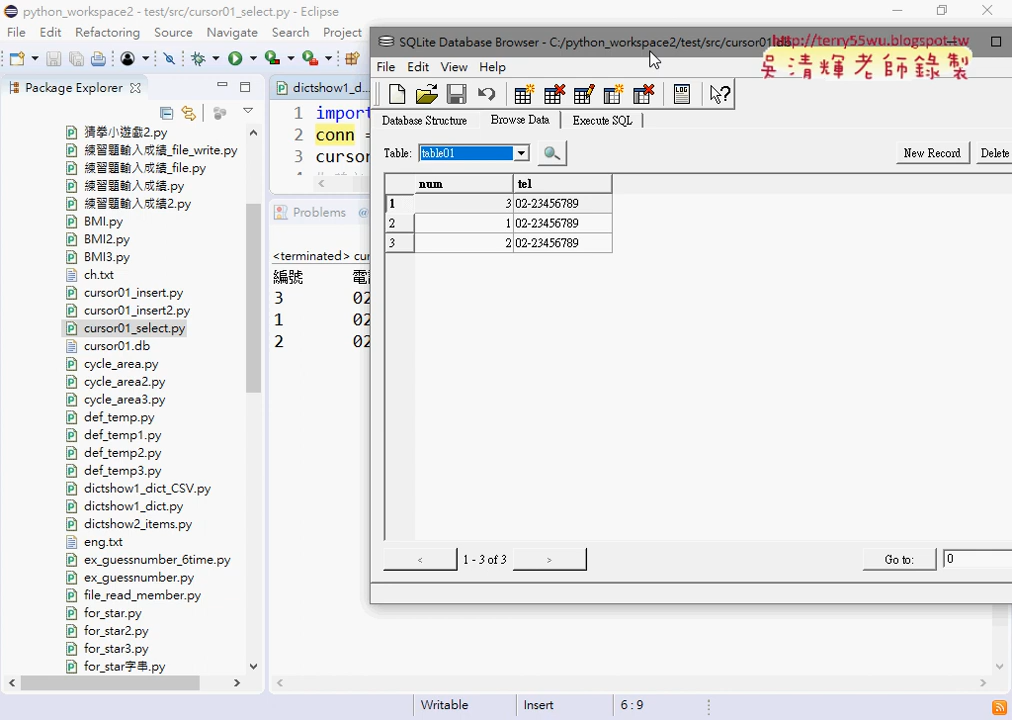 python_workspace2 - test/src/cursor01_select.py - Eclipse
File Edit Refactoring Source Navigate Search Project
Package Explorer
猜拳小遊戲2.py
練習題輸入成績_file_write.py
練習題輸入成績_file.py
練習題輸入成績.py
練習題輸入成績2.py
BMI.py
BMI2.py
BMI3.py
ch.txt
cursor01_insert.py
cursor01_insert2.py
cursor01_select.py
cursor01.db
cycle_area.py
cycle_area2.py
cycle_area3.py
def_temp.py
def_temp1.py
def_temp2.py
def_temp3.py
dictshow1_dict_CSV.py
dictshow1_dict.py
dictshow2_items.py
eng.txt
ex_guessnumber_6time.py
ex_guessnumber.py
file_read_member.py
for_star.py
for_star2.py
for_star3.py
for_star字串.py
dictshow1_d...
1 import
2 conn =
3 cursor
Problems @
<terminated> cur
編號 電
3 02
1 02
2 02
SQLite Database Browser - C:/python_workspace2/test/src/cursor01.db
http://terry55wu.blogspot.tw
吳清輝老師錄製
File Edit View Help
LOG
Database Structure Browse Data Execute SQL
Table: table01 New Record Delete
num tel
1 3 02-23456789
2 1 02-23456789
3 2 02-23456789
< 1 - 3 of 3 > Go to: 0
Writable Insert 6 : 9